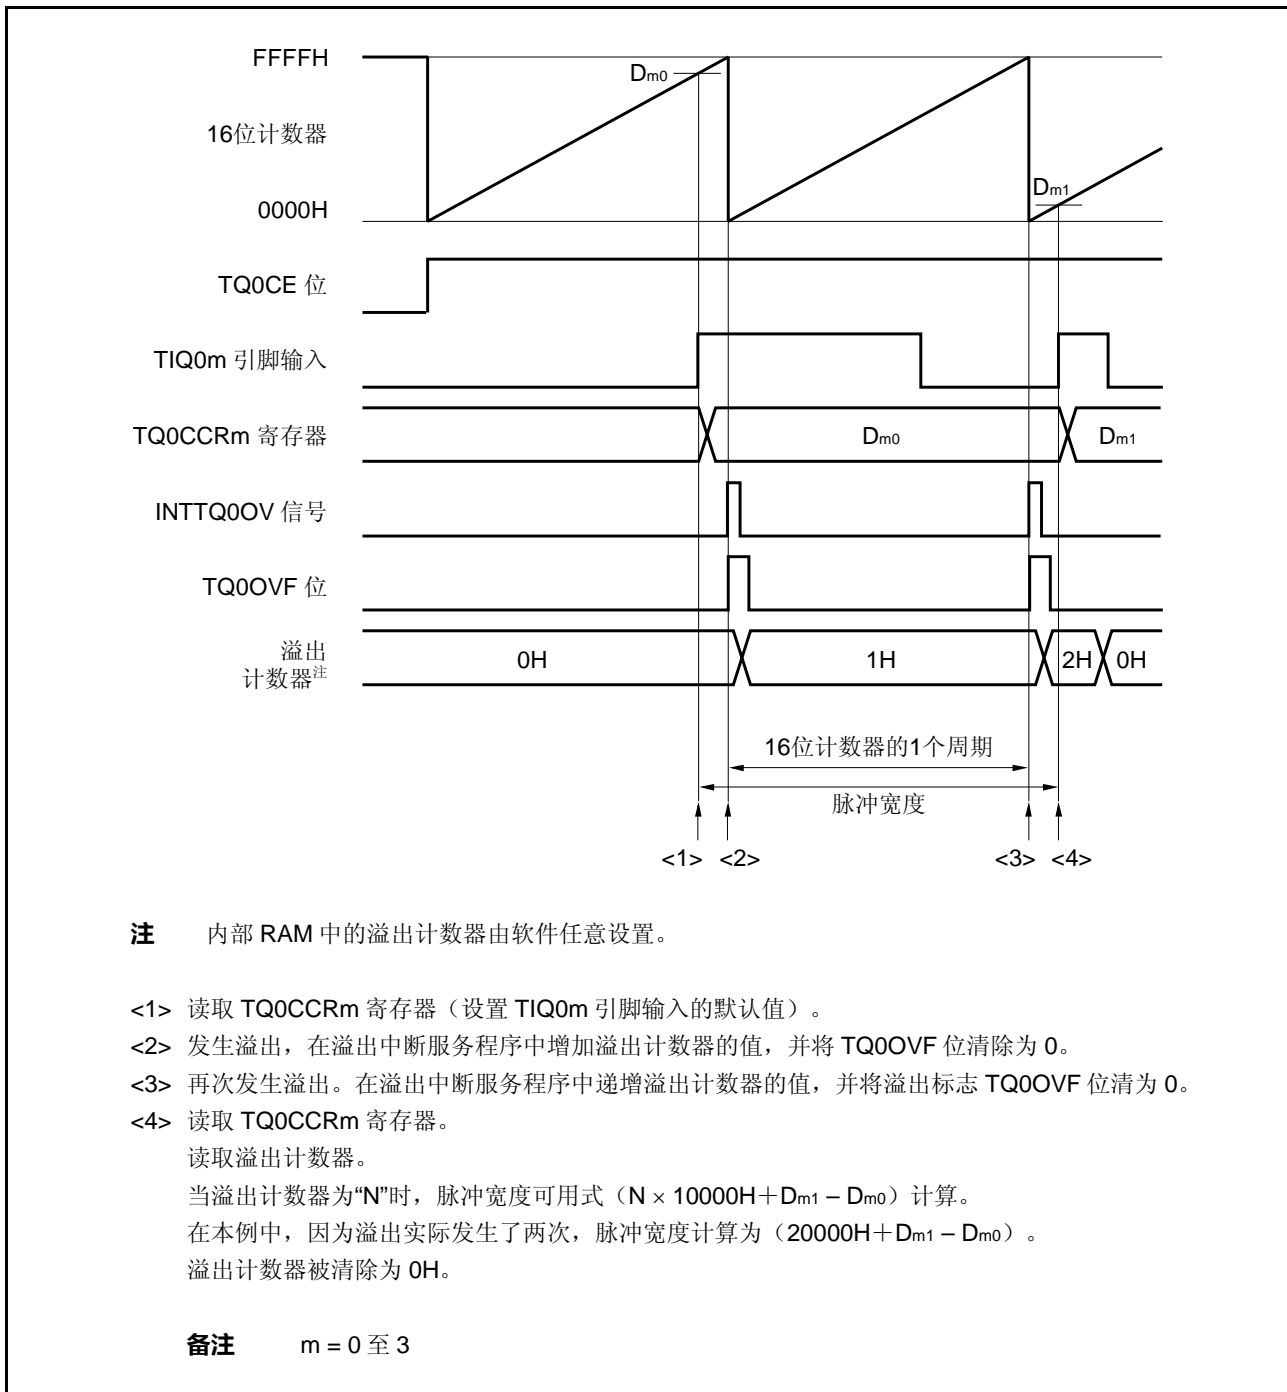 FFFFH
Dm0
16位计数器
Dm1
0000H
TQ0CE 位
TIQ0m 引脚输入
TQ0CCRm 寄存器
Dm0
Dm1
INTTQ0OV 信号
TQ0OVF 位
溢出
计数器注
0H
1H
2H
0H
16位计数器的1个周期
脉冲宽度
<1> <2> <3> <4>
注 内部 RAM 中的溢出计数器由软件任意设置。
<1> 读取 TQ0CCRm 寄存器（设置 TIQ0m 引脚输入的默认值）。
<2> 发生溢出，在溢出中断服务程序中增加溢出计数器的值，并将 TQ0OVF 位清除为 0。
<3> 再次发生溢出。在溢出中断服务程序中递增溢出计数器的值，并将溢出标志 TQ0OVF 位清为 0。
<4> 读取 TQ0CCRm 寄存器。
读取溢出计数器。
当溢出计数器为“N”时，脉冲宽度可用式（N × 10000H＋Dm1 – Dm0）计算。
在本例中，因为溢出实际发生了两次，脉冲宽度计算为（20000H＋Dm1 – Dm0）。
溢出计数器被清除为 0H。
备注 m = 0 至 3